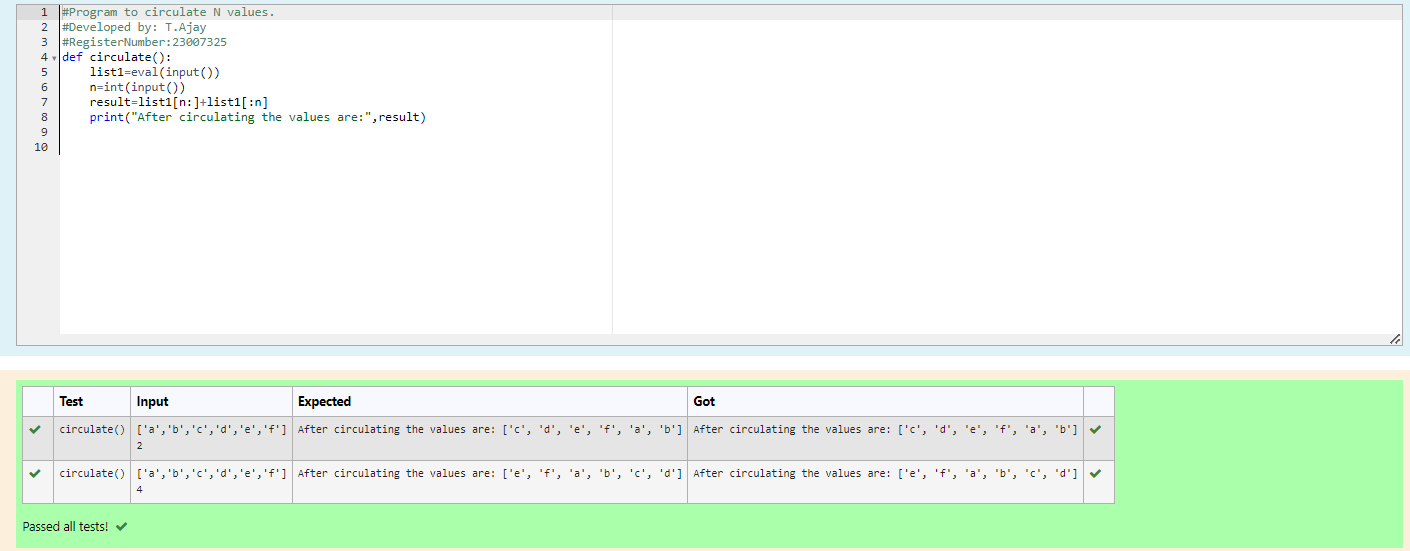 1 #Program to circulate N values.
2 #Developed by: T.Ajay
3 #RegisterNumber:23007325
4 def circulate():
5     list1=eval(input())
6     n=int(input())
7     result=list1[n:]+list1[:n]
8     print("After circulating the values are:",result)
9
10
Test Input Expected Got
circulate() ['a','b','c','d','e','f'] After circulating the values are: ['c', 'd', 'e', 'f', 'a', 'b'] After circulating the values are: ['c', 'd', 'e', 'f', 'a', 'b']
2
circulate() ['a','b','c','d','e','f'] After circulating the values are: ['e', 'f', 'a', 'b', 'c', 'd'] After circulating the values are: ['e', 'f', 'a', 'b', 'c', 'd']
4
Passed all tests!